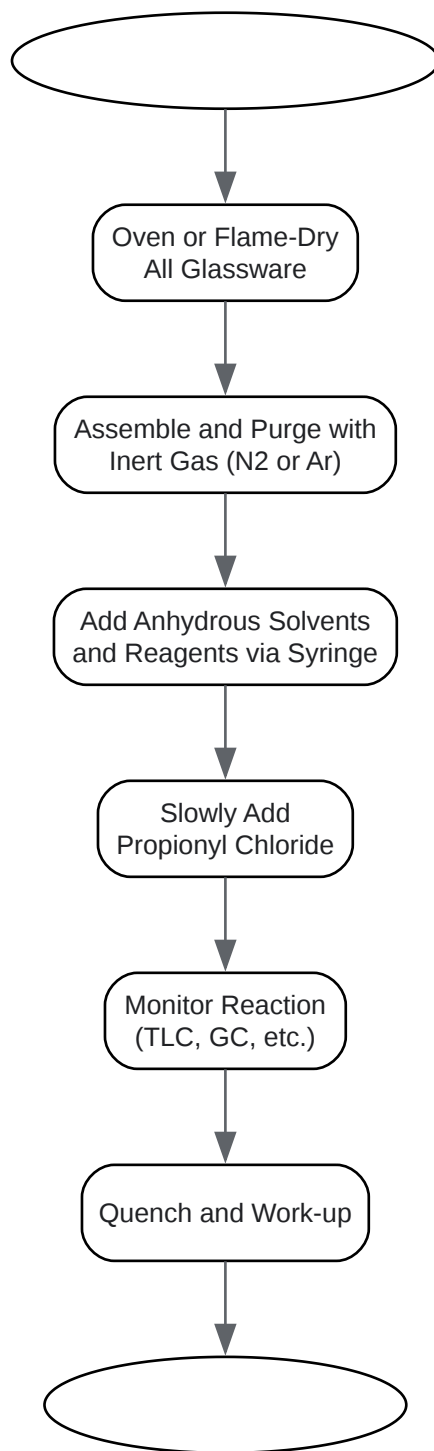 Oven or Flame-Dry
All Glassware
Assemble and Purge with
Inert Gas (N2 or Ar)
Add Anhydrous Solvents
and Reagents via Syringe
Slowly Add
Propionyl Chloride
Monitor Reaction
(TLC, GC, etc.)
Quench and Work-up